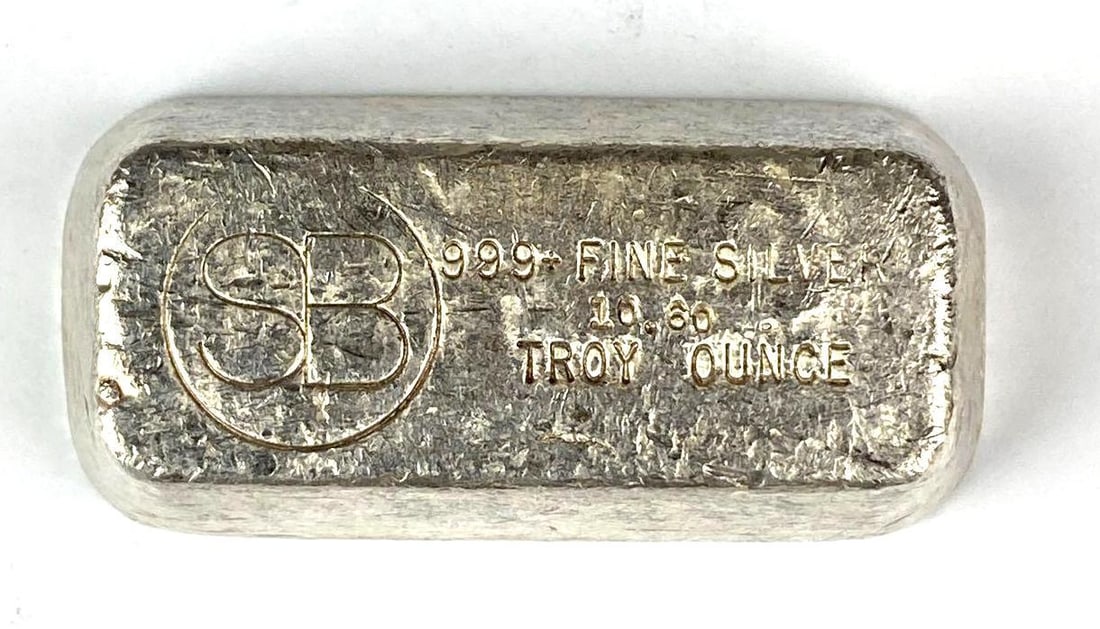 SB
999+ FINE SILVER
10.60
TROY OUNCE